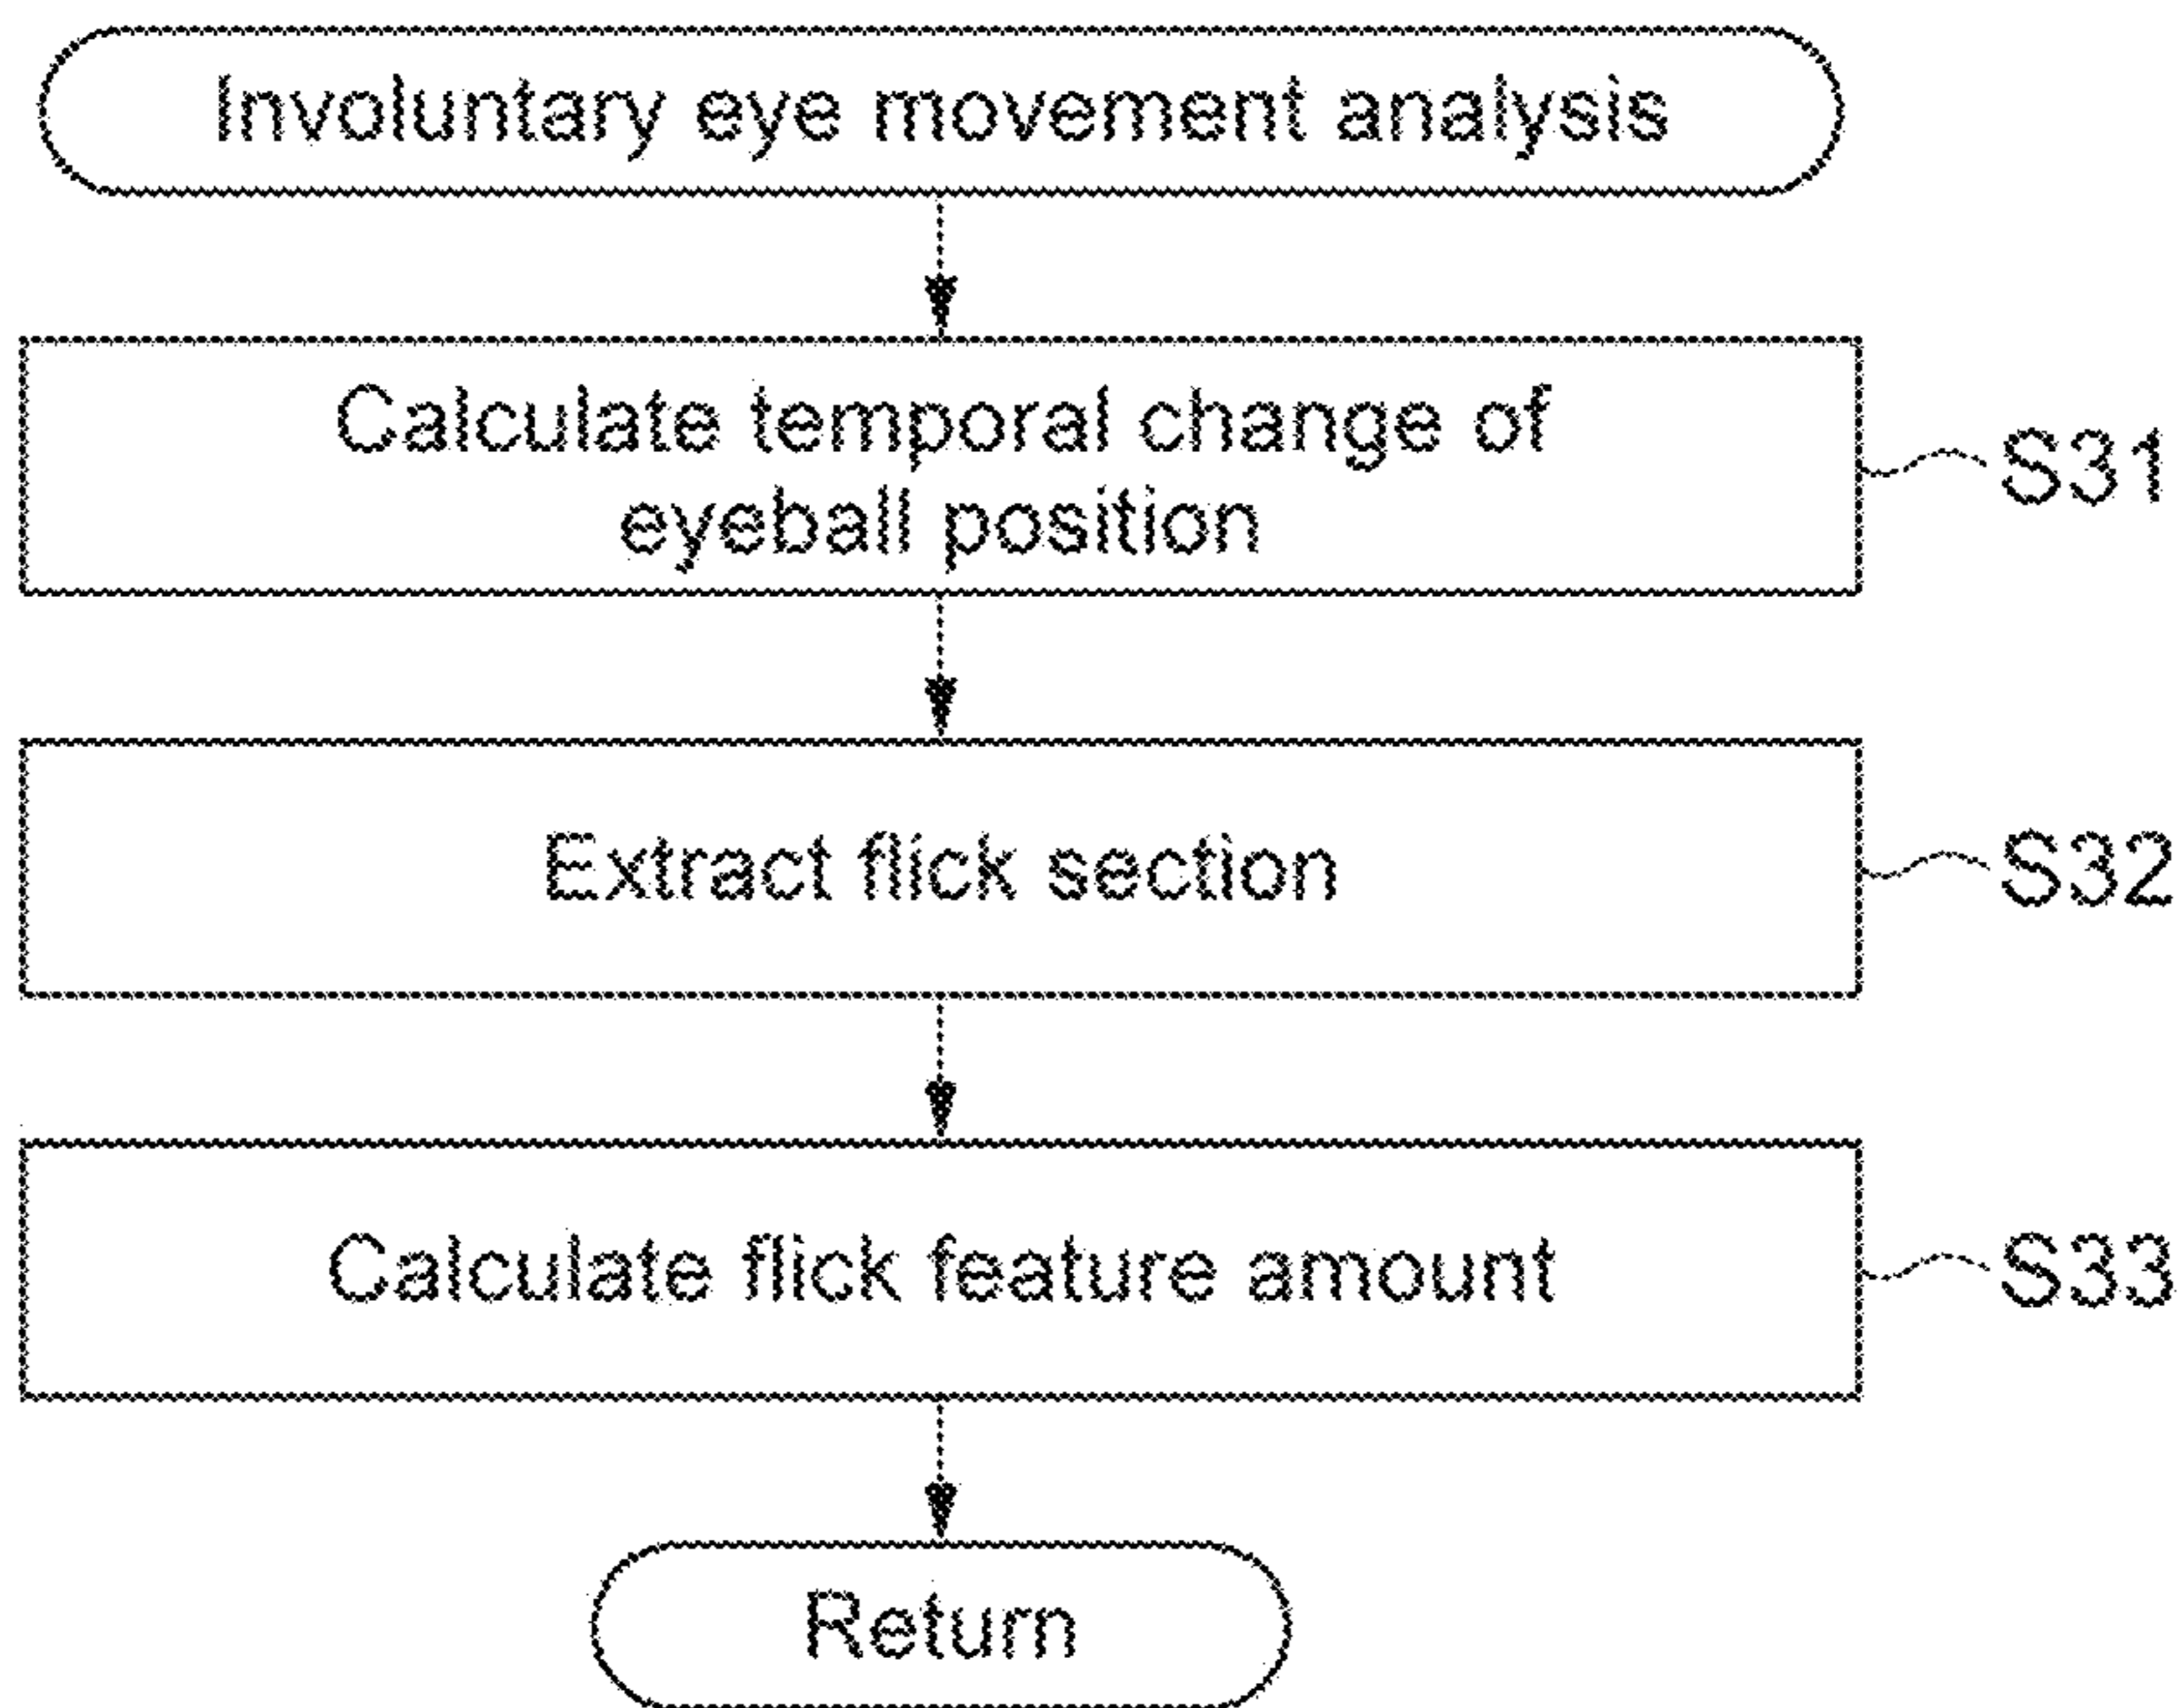 Involuntary eye movement analysis
Calculate temporal change of
eyeball position
S31
Extract flick section
S32
Calculate flick feature amount
S33
Return